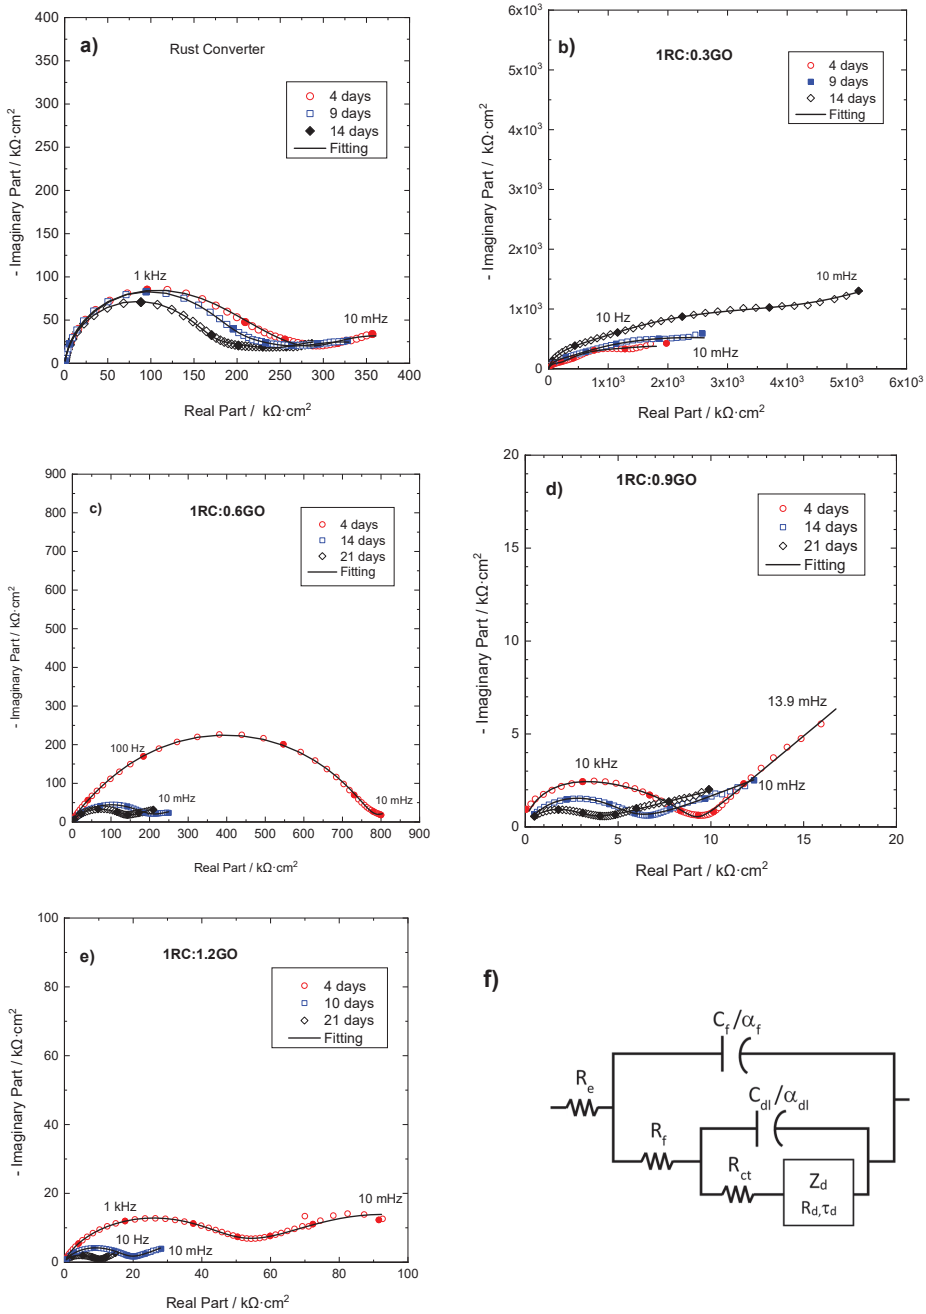 a)
Rust Converter
4 days
9 days
14 days
Fitting
1 kHz
10 mHz
400
350
300
250
200
150
100
50
0
0 50 100 150 200 250 300 350 400
- Imaginary Part / kΩ·cm²
Real Part / kΩ·cm²
b)
1RC:0.3GO
4 days
9 days
14 days
Fitting
10 mHz
10 Hz
10 mHz
6x10³
5x10³
4x10³
3x10³
2x10³
1x10³
0
0 1x10³ 2x10³ 3x10³ 4x10³ 5x10³ 6x10³
- Imaginary Part / kΩ·cm²
Real Part / kΩ·cm²
c)
1RC:0.6GO
4 days
14 days
21 days
Fitting
100 Hz
10 mHz
10 mHz
900
800
700
600
500
400
300
200
100
0
0 100 200 300 400 500 600 700 800 900
- Imaginary Part / kΩ·cm²
Real Part / kΩ·cm²
d)
1RC:0.9GO
4 days
14 days
21 days
Fitting
13.9 mHz
10 kHz
10 mHz
20
15
10
5
0
0 5 10 15 20
- Imaginary Part / kΩ·cm²
Real Part / kΩ·cm²
e)
1RC:1.2GO
4 days
10 days
21 days
Fitting
1 kHz
10 mHz
10 Hz
10 mHz
100
80
60
40
20
0
0 20 40 60 80 100
- Imaginary Part / kΩ·cm²
Real Part / kΩ·cm²
f)
C_f/α_f
R_e
C_dl/α_dl
R_f
R_ct
Z_d
R_d,τ_d